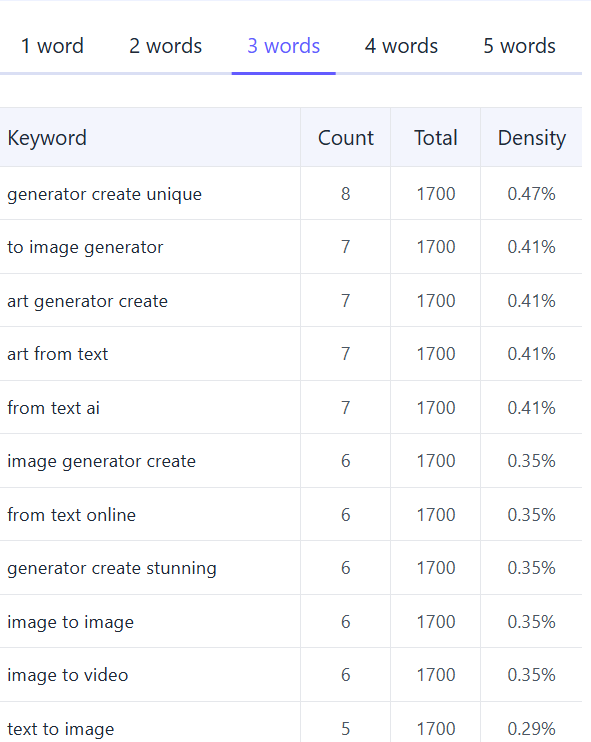 1 word 2 words 3 words 4 words 5 words
Keyword Count Total Density
generator create unique 8 1700 0.47%
to image generator 7 1700 0.41%
art generator create 7 1700 0.41%
art from text 7 1700 0.41%
from text ai 7 1700 0.41%
image generator create 6 1700 0.35%
from text online 6 1700 0.35%
generator create stunning 6 1700 0.35%
image to image 6 1700 0.35%
image to video 6 1700 0.35%
text to image 5 1700 0.29%